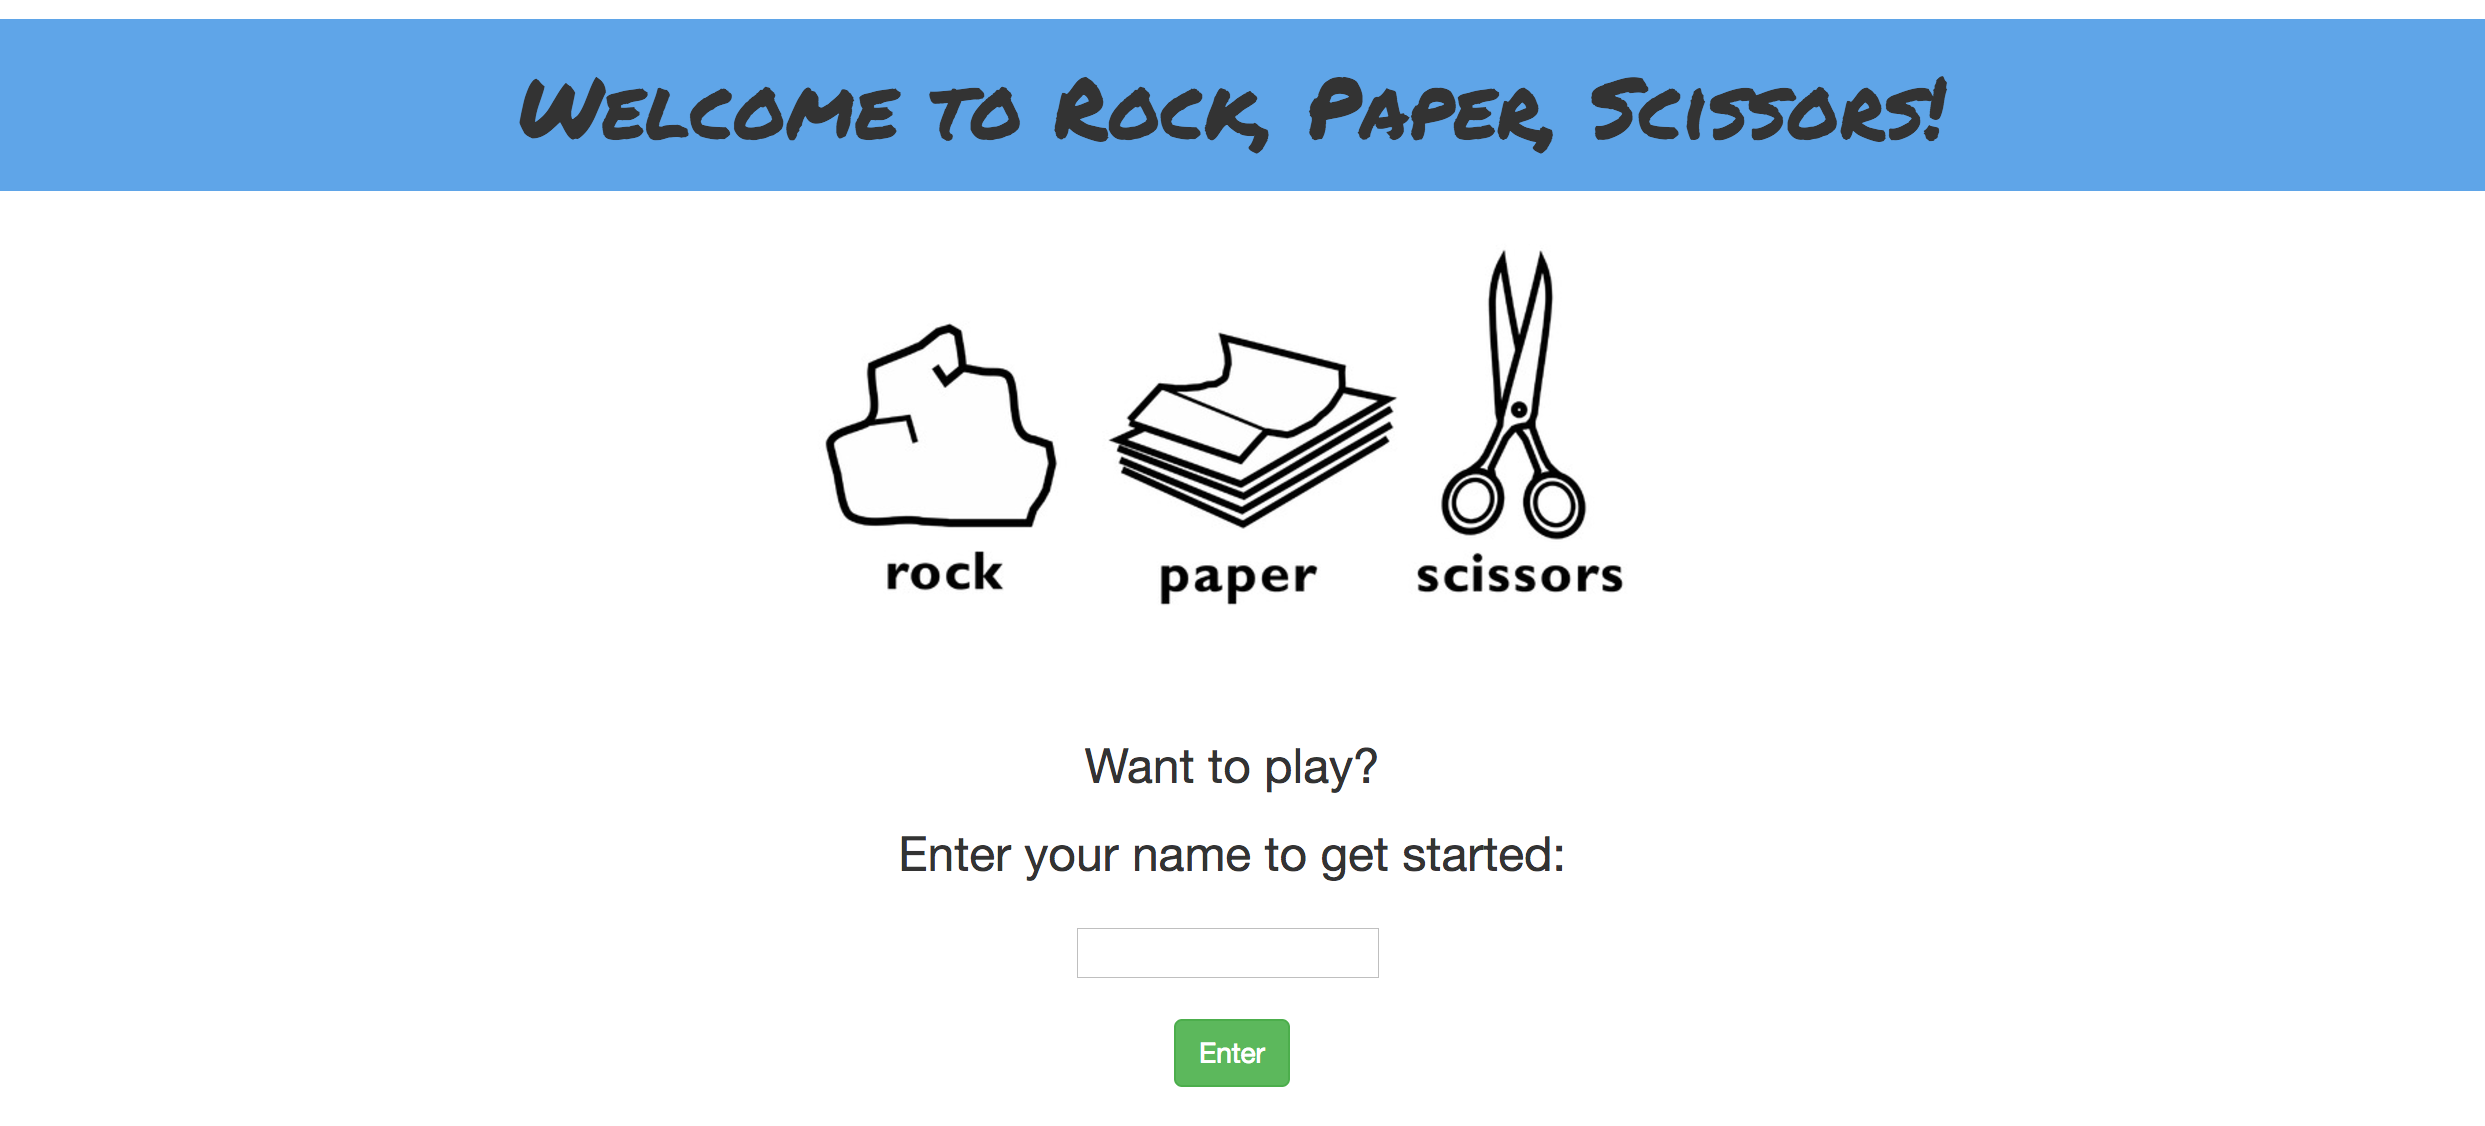 Welcome to Rock, Paper, Scissors!
rock paper scissors
Want to play?
Enter your name to get started:
Enter